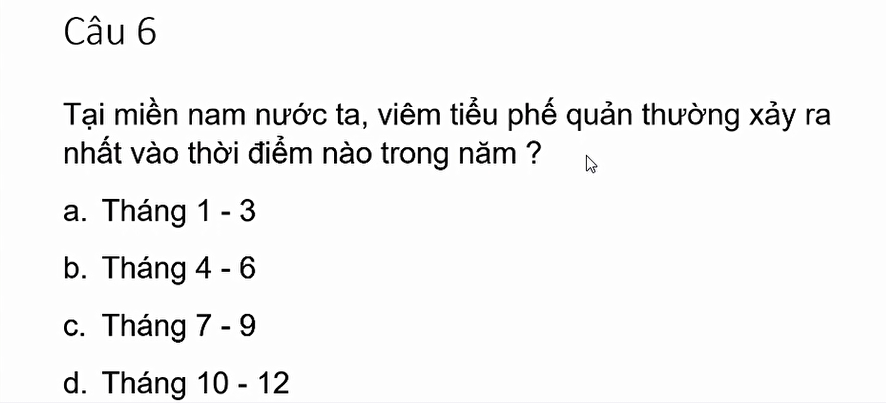 Câu 6
Tại miền nam nước ta, viêm tiểu phế quản thường xảy ra
nhất vào thời điểm nào trong năm ?
a. Tháng 1 - 3
b. Tháng 4 - 6
c. Tháng 7 - 9
d. Tháng 10 - 12